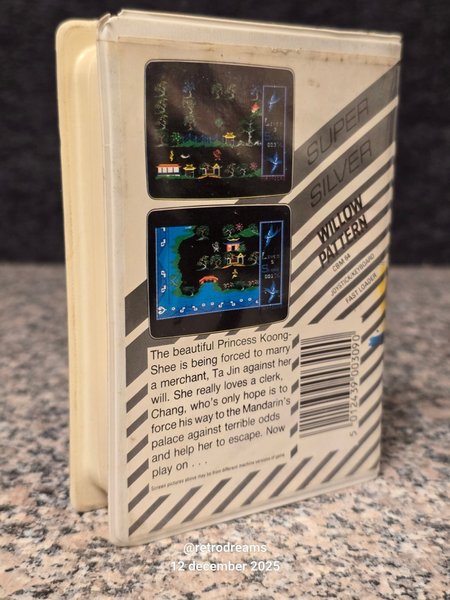 SUPER
SILVER
WILLOW
PATTERN
CBM 64
JOYSTICK/KEYBOARD
FAST LOADER
The beautiful Princess Koong-
Shee is being forced to marry
a merchant, Ta Jin against her
will. She really loves a clerk,
Chang, who's only hope is to
force his way to the Mandarin's
palace against terrible odds
and help her to escape. Now
play on . . .
Screen pictures above may be from different machine versions of game.
5 012439 003090
@retrodreams
12 december 2025